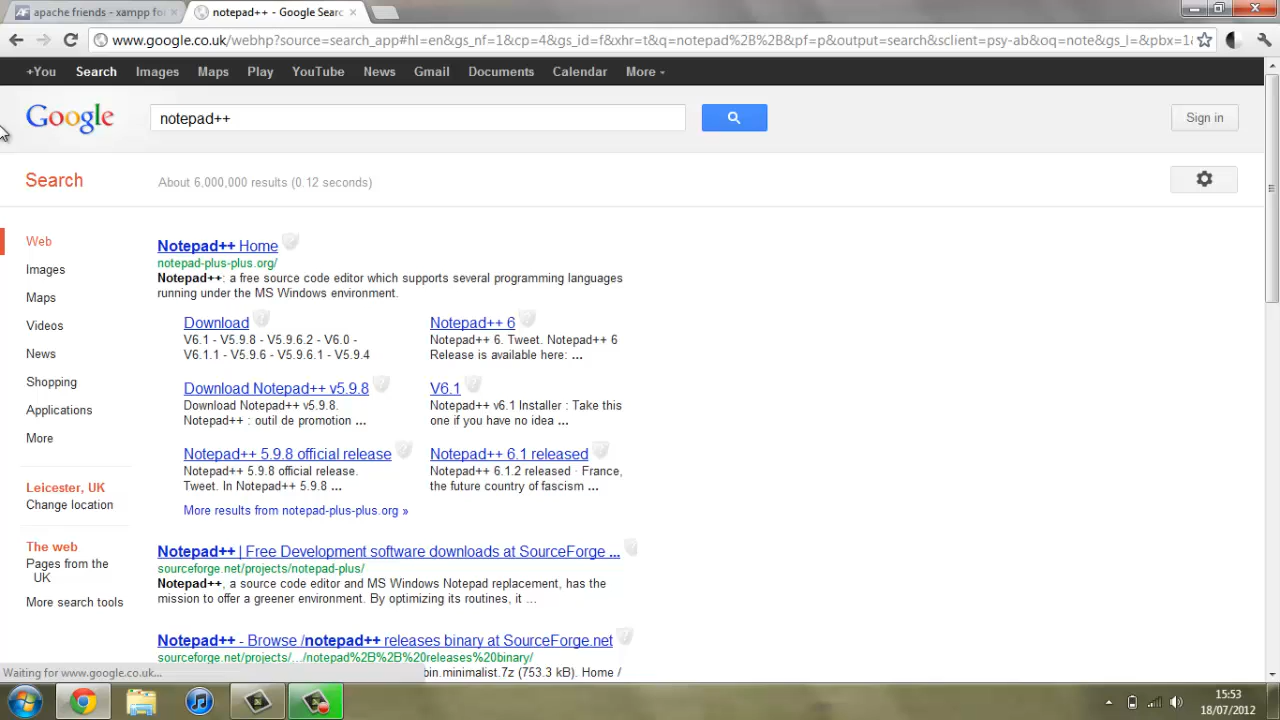 apache friends - xampp for
notepad++ - Google Searc
www.google.co.uk/webhp?source=search_app#hl=en&gs_nf=1&cp=4&gs_id=f&xhr=t&q=notepad%2B%2B&pf=p&output=search&sclient=psy-ab&oq=note&gs_l=&pbx=1
+You Search Images Maps Play YouTube News Gmail Documents Calendar More
Google notepad++ Sign in
Search About 6,000,000 results (0.12 seconds)
Web
Images
Maps
Videos
News
Shopping
Applications
More
Leicester, UK
Change location
The web
Pages from the
UK
More search tools
Notepad++ Home
notepad-plus-plus.org/
Notepad++: a free source code editor which supports several programming languages
running under the MS Windows environment.
Download
V6.1 - V5.9.8 - V5.9.6.2 - V6.0 -
V6.1.1 - V5.9.6 - V5.9.6.1 - V5.9.4
Notepad++ 6
Notepad++ 6. Tweet. Notepad++ 6
Release is available here: ...
Download Notepad++ v5.9.8
Download Notepad++ v5.9.8.
Notepad++ : outil de promotion ...
V6.1
Notepad++ v6.1 Installer : Take this
one if you have no idea ...
Notepad++ 5.9.8 official release
Notepad++ 5.9.8 official release.
Tweet. In Notepad++ 5.9.8 ...
Notepad++ 6.1 released
Notepad++ 6.1.2 released · France,
the future country of fascism ...
More results from notepad-plus-plus.org »
Notepad++ | Free Development software downloads at SourceForge ...
sourceforge.net/projects/notepad-plus/
Notepad++, a source code editor and MS Windows Notepad replacement, has the
mission to offer a greener environment. By optimizing its routines, it ...
Notepad++ - Browse /notepad++ releases binary at SourceForge.net
sourceforge.net/projects/.../notepad%2B%2B%20releases%20binary/
bin.minimalist.7z (753.3 kB). Home /
Waiting for www.google.co.uk...
15:53
18/07/2012